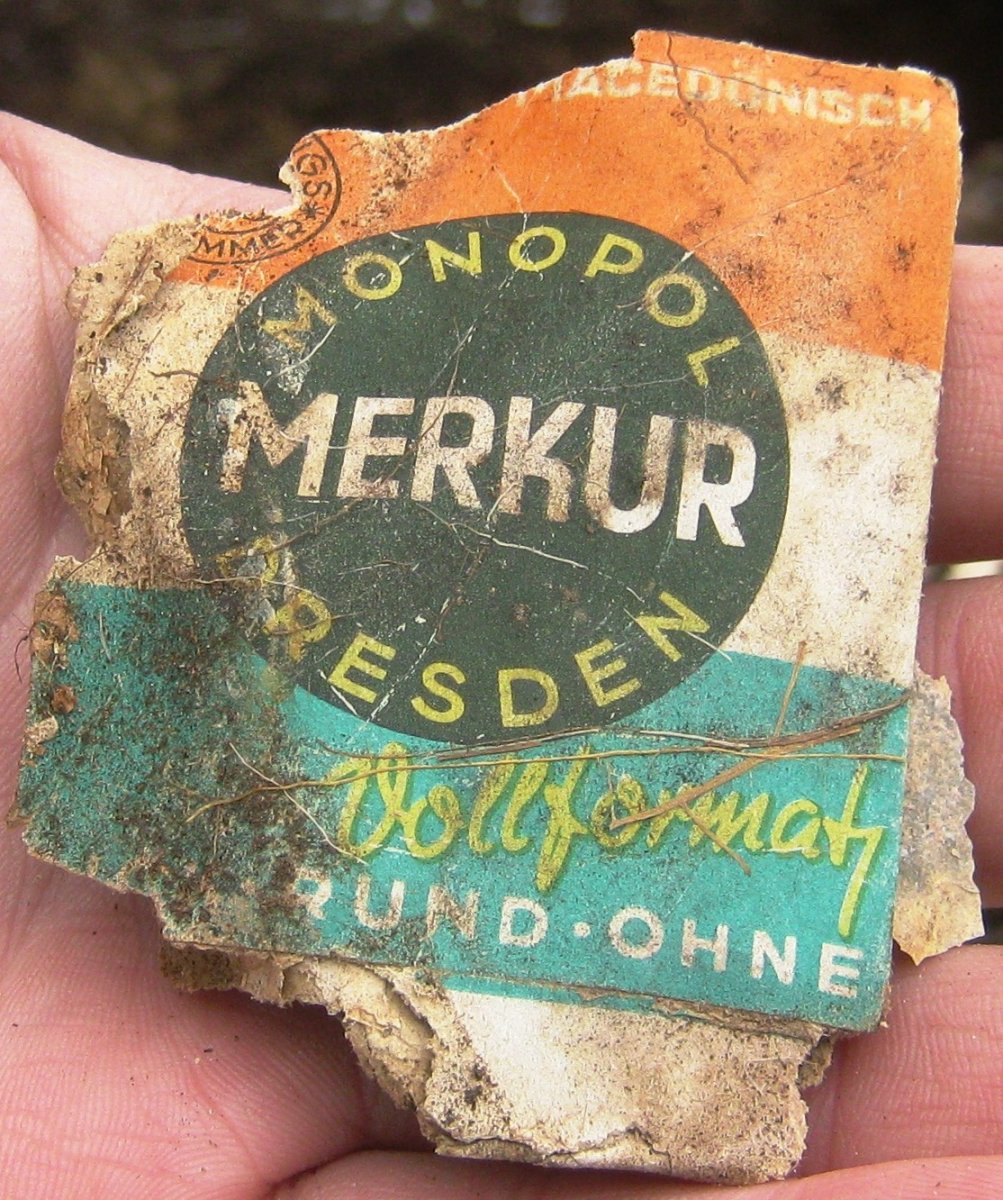 MACEDONISCH
MONOPOL
MERKUR
DRESDEN
Vollformat
RUND·OHNE